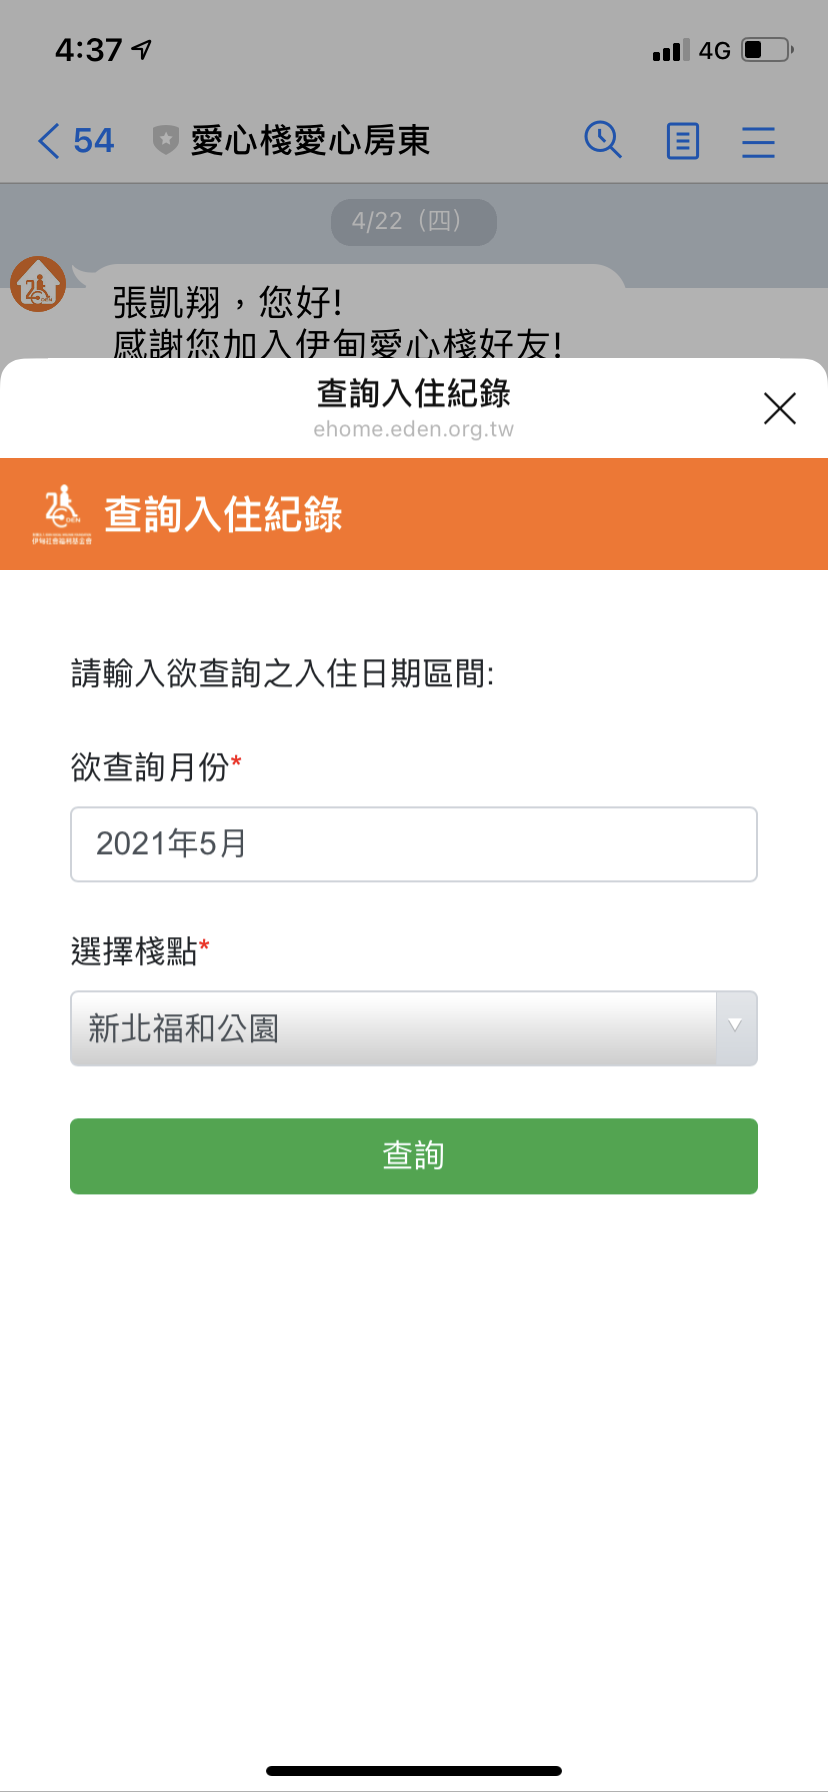 4:37
4G
54
愛心棧愛心房東
4/22（四）
張凱翔，您好!
感謝您加入伊甸愛心棧好友!
查詢入住紀錄
ehome.eden.org.tw
EDEN
伊甸社會福利基金會
查詢入住紀錄
請輸入欲查詢之入住日期區間:
欲查詢月份*
2021年5月
選擇棧點*
新北福和公園
查詢